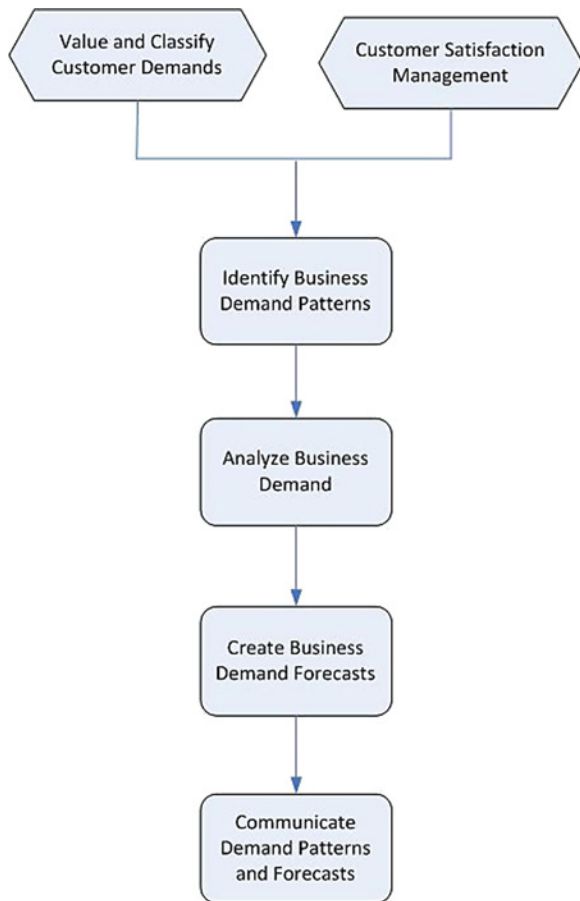 Value and Classify
Customer Demands
Customer Satisfaction
Management
Identify Business
Demand Patterns
Analyze Business
Demand
Create Business
Demand Forecasts
Communicate
Demand Patterns
and Forecasts